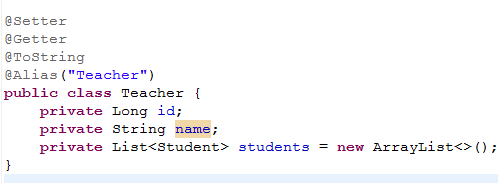 @Setter
@Getter
@ToString
@Alias("Teacher")
public class Teacher {
    private Long id;
    private String name;
    private List<Student> students = new ArrayList<>();
}